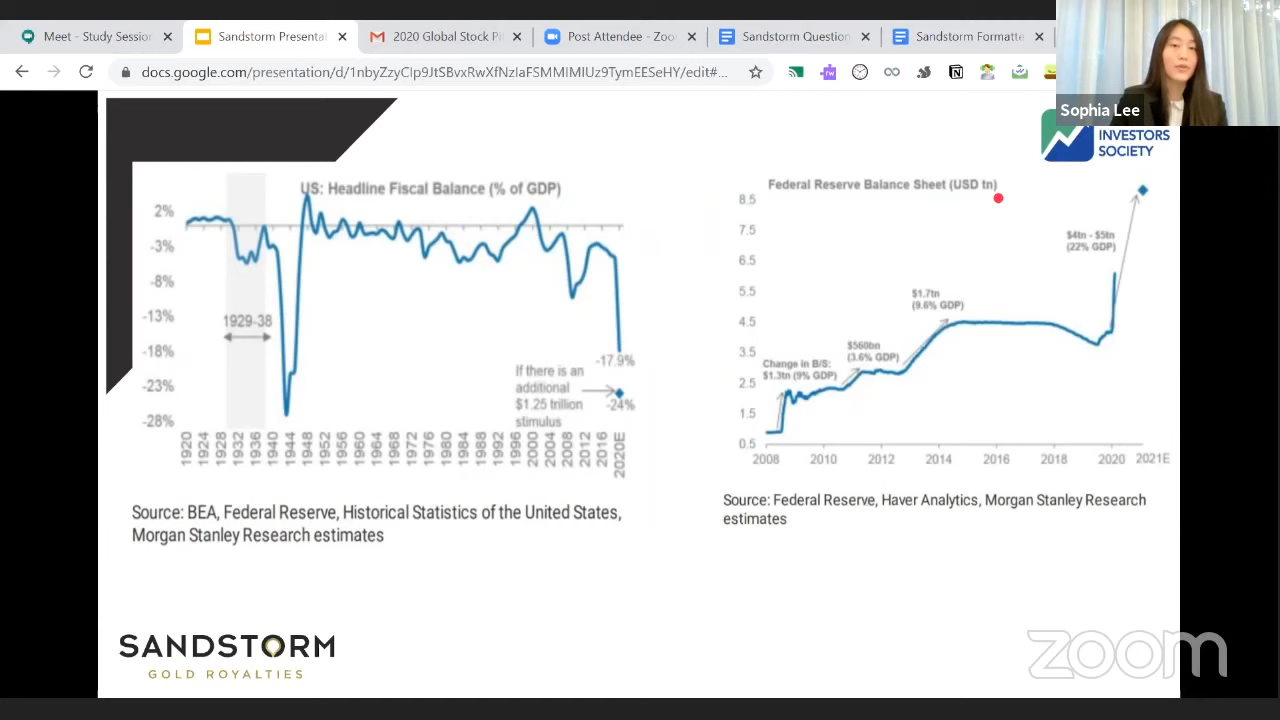 Meet - Study Session
Sandstorm Presentat
2020 Global Stock Pi
Post Attendee - Zoo
Sandstorm Question
Sandstorm Formatte
docs.google.com/presentation/d/
Sophia Lee
INVESTORS
SOCIETY
US: Headline Fiscal Balance (% of GDP)
2%
-3%
-8%
-13%
-18%
-23%
-28%
1929-38
-17.9%
If there is an
additional
$1.25 trillion
stimulus
-24%
1920
1924
1928
1932
1936
1940
1944
1948
1952
1956
1960
1964
1968
1972
1976
1980
1984
1988
1992
1996
2000
2004
2008
2012
2016
2020E
Source: BEA, Federal Reserve, Historical Statistics of the United States,
Morgan Stanley Research estimates
Federal Reserve Balance Sheet (USD tn)
8.5
7.5
6.5
5.5
4.5
3.5
2.5
1.5
0.5
$4tn - $5tn
(22% GDP)
$1.7tn
(9.6% GDP)
$560bn
(3.6% GDP)
Change in B/S:
$1.3tn (9% GDP)
2008 2010 2012 2014 2016 2018 2020 2021E
Source: Federal Reserve, Haver Analytics, Morgan Stanley Research
estimates
SANDSTORM
GOLD ROYALTIES
zoom